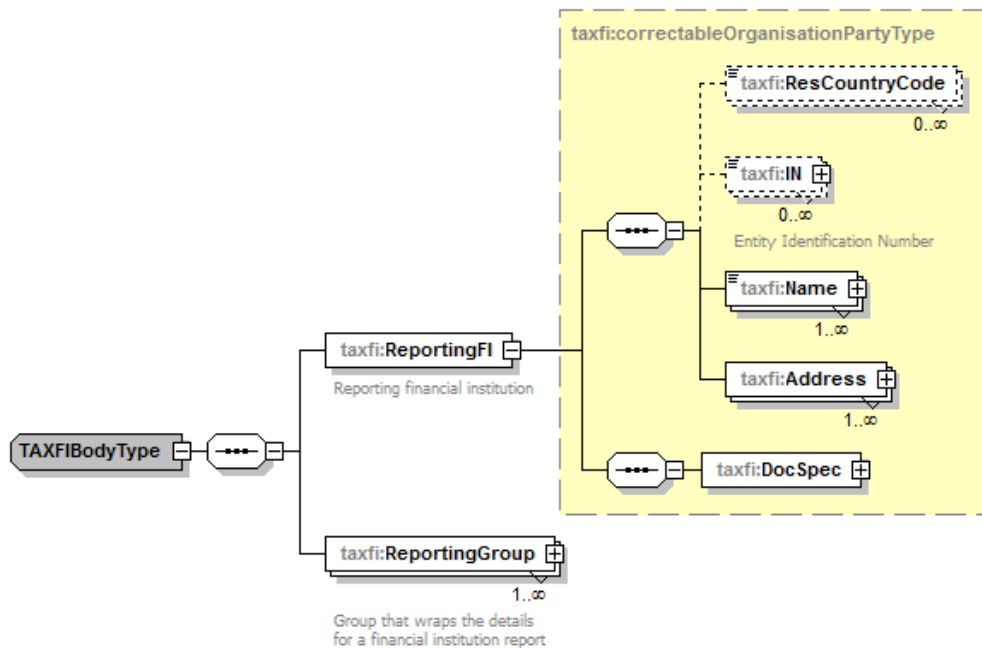 taxfi:correctableOrganisationPartyType
taxfi:ResCountryCode
0..∞
taxfi:IN
0..∞
Entity Identification Number
taxfi:Name
1..∞
taxfi:ReportingFI
Reporting financial institution
taxfi:Address
1..∞
TAXFIBodyType
taxfi:DocSpec
taxfi:ReportingGroup
1..∞
Group that wraps the details
for a financial institution report